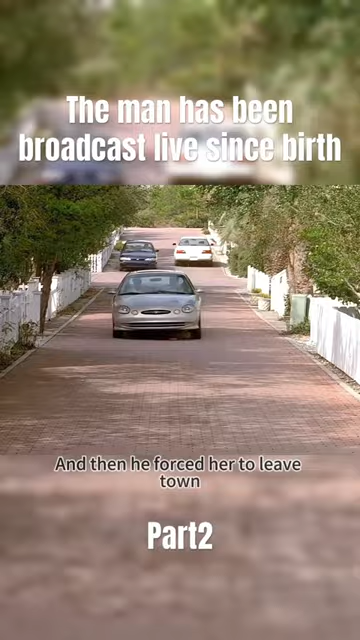 The man has been
broadcast live since birth
And then he forced her to leave
town
Part2